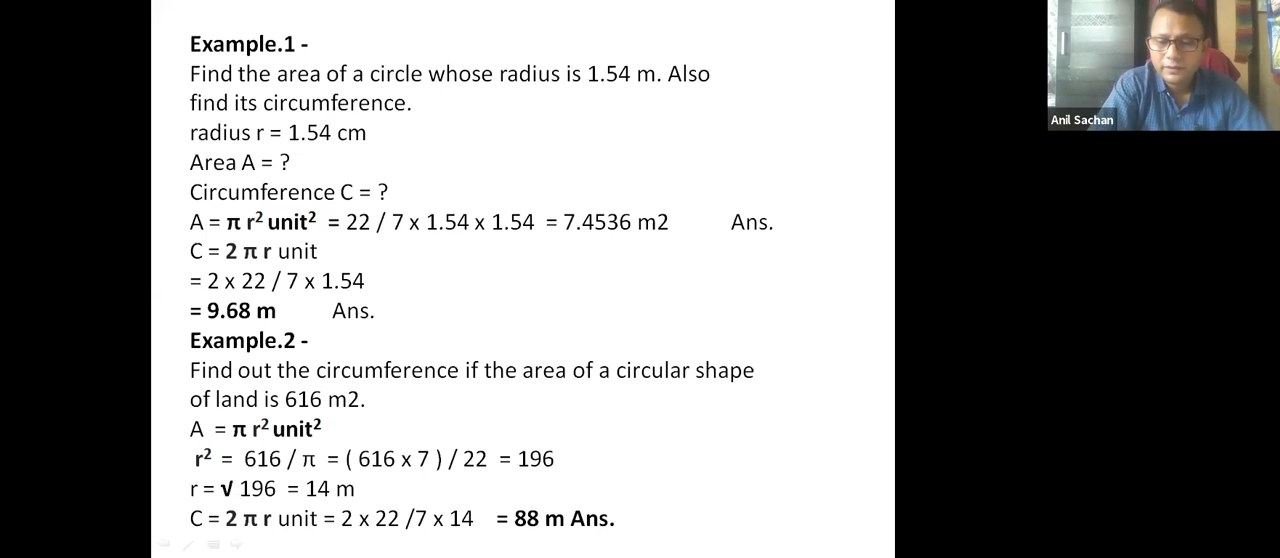 Example.1 -
Find the area of a circle whose radius is 1.54 m. Also
find its circumference.
radius r = 1.54 cm
Area A = ?
Circumference C = ?
A = π r² unit² = 22 / 7 x 1.54 x 1.54 = 7.4536 m2 Ans.
C = 2 π r unit
= 2 x 22 / 7 x 1.54
= 9.68 m Ans.
Example.2 -
Find out the circumference if the area of a circular shape
of land is 616 m2.
A = π r² unit²
r² = 616 / π = ( 616 x 7 ) / 22 = 196
r = √ 196 = 14 m
C = 2 π r unit = 2 x 22 /7 x 14 = 88 m Ans.
Anil Sachan